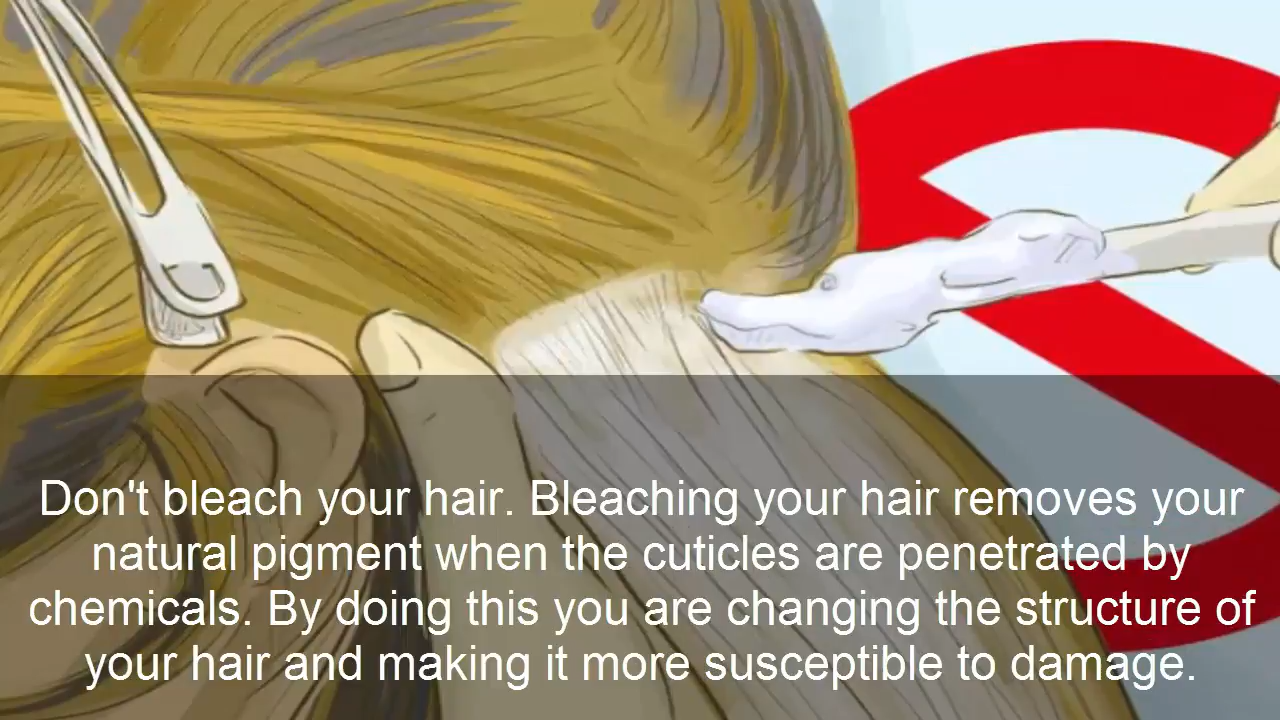 Don't bleach your hair. Bleaching your hair removes your
natural pigment when the cuticles are penetrated by
chemicals. By doing this you are changing the structure of
your hair and making it more susceptible to damage.